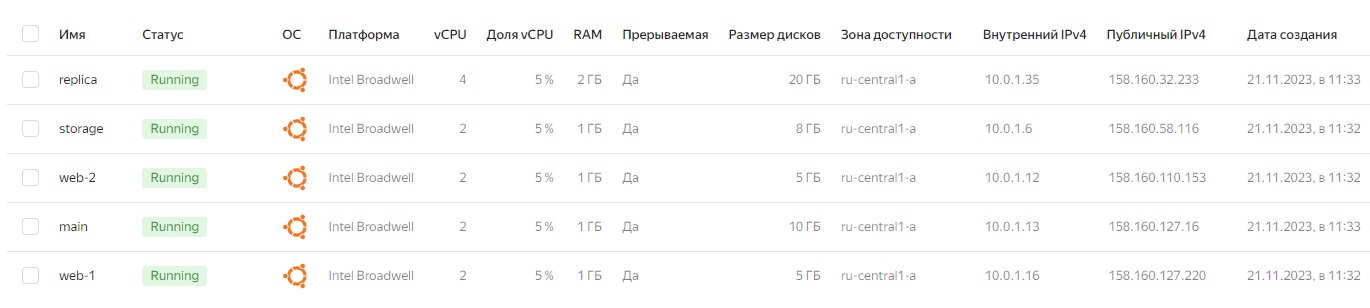 Имя Статус ОС Платформа vCPU Доля vCPU RAM Прерываемая Размер дисков Зона доступности Внутренний IPv4 Публичный IPv4 Дата создания
replica Running Intel Broadwell 4 5 % 2 ГБ Да 20 ГБ ru-central1-a 10.0.1.35 158.160.32.233 21.11.2023, в 11:33
storage Running Intel Broadwell 2 5 % 1 ГБ Да 8 ГБ ru-central1-a 10.0.1.6 158.160.58.116 21.11.2023, в 11:32
web-2 Running Intel Broadwell 2 5 % 1 ГБ Да 5 ГБ ru-central1-a 10.0.1.12 158.160.110.153 21.11.2023, в 11:32
main Running Intel Broadwell 2 5 % 1 ГБ Да 10 ГБ ru-central1-a 10.0.1.13 158.160.127.16 21.11.2023, в 11:33
web-1 Running Intel Broadwell 2 5 % 1 ГБ Да 5 ГБ ru-central1-a 10.0.1.16 158.160.127.220 21.11.2023, в 11:32